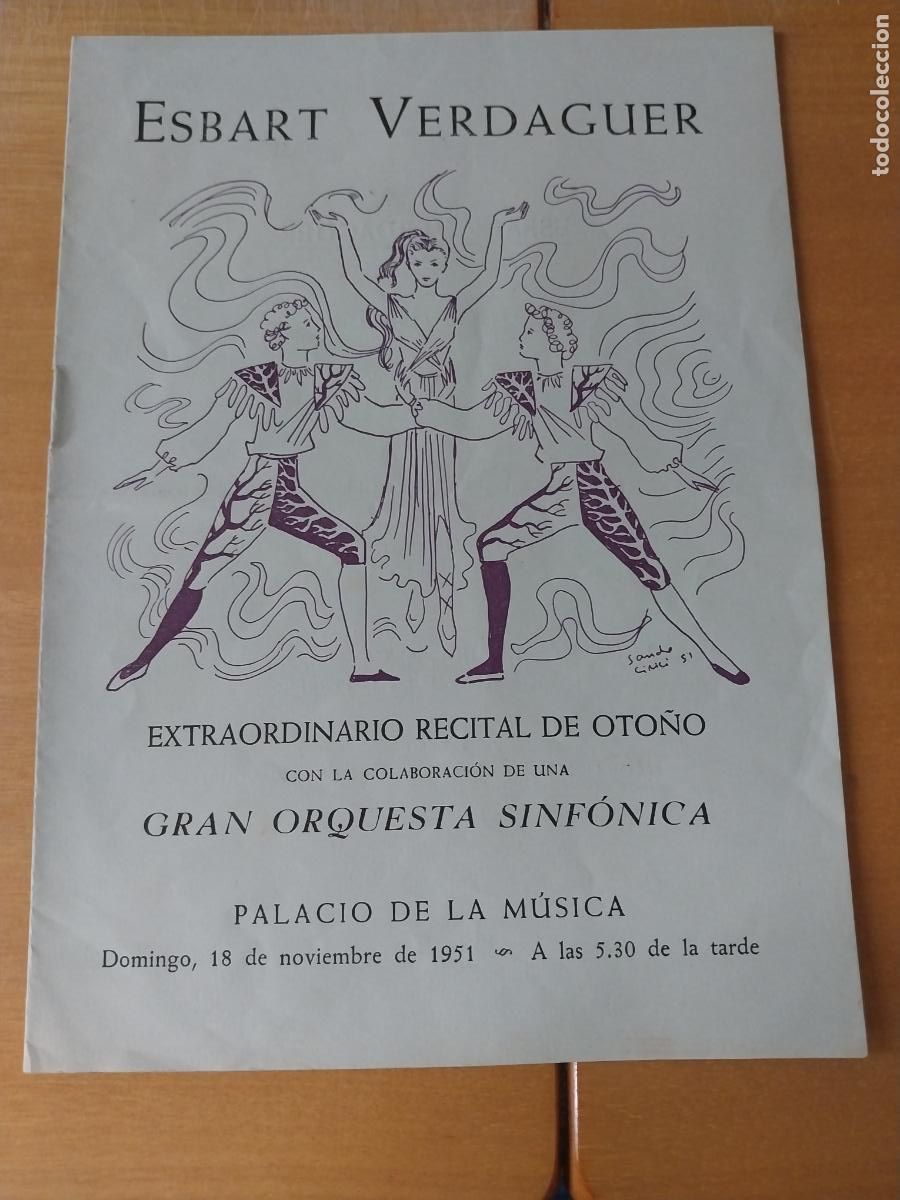 ESBART VERDAGUER
EXTRAORDINARIO RECITAL DE OTOÑO
CON LA COLABORACIÓN DE UNA
GRAN ORQUESTA SINFÓNICA
PALACIO DE LA MÚSICA
Domingo, 18 de noviembre de 1951 A las 5.30 de la tarde
todocoleccion